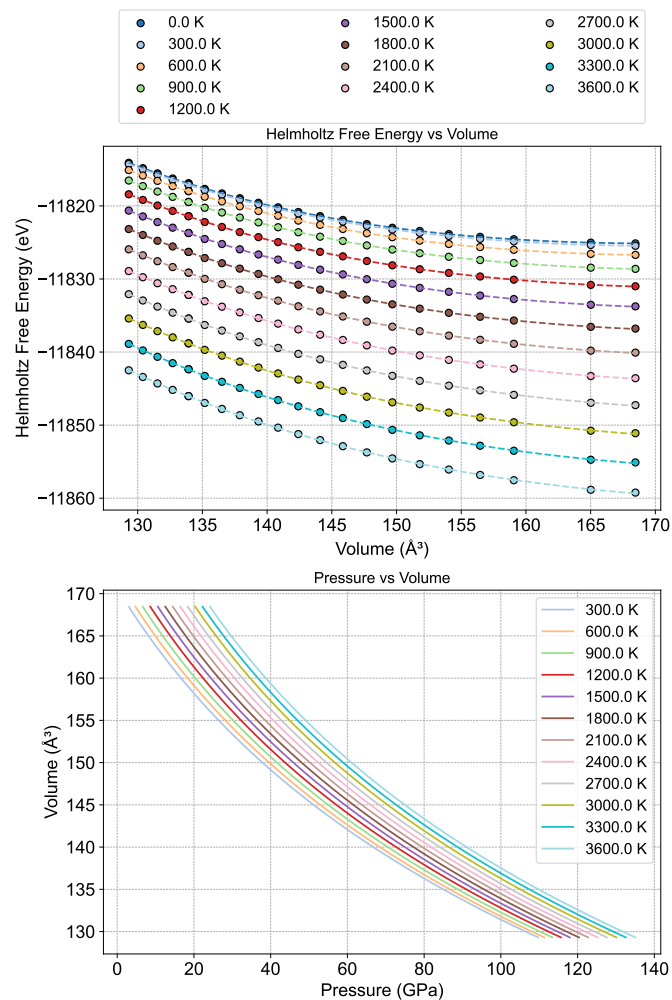 0.0 K 1500.0 K 2700.0 K
300.0 K 1800.0 K 3000.0 K
600.0 K 2100.0 K 3300.0 K
900.0 K 2400.0 K 3600.0 K
1200.0 K
Helmholtz Free Energy vs Volume
Helmholtz Free Energy (eV)
−11820
−11830
−11840
−11850
−11860
130 135 140 145 150 155 160 165 170
Volume (Å³)
Pressure vs Volume
Volume (Å³)
170
165
160
155
150
145
140
135
130
300.0 K
600.0 K
900.0 K
1200.0 K
1500.0 K
1800.0 K
2100.0 K
2400.0 K
2700.0 K
3000.0 K
3300.0 K
3600.0 K
0 20 40 60 80 100 120 140
Pressure (GPa)